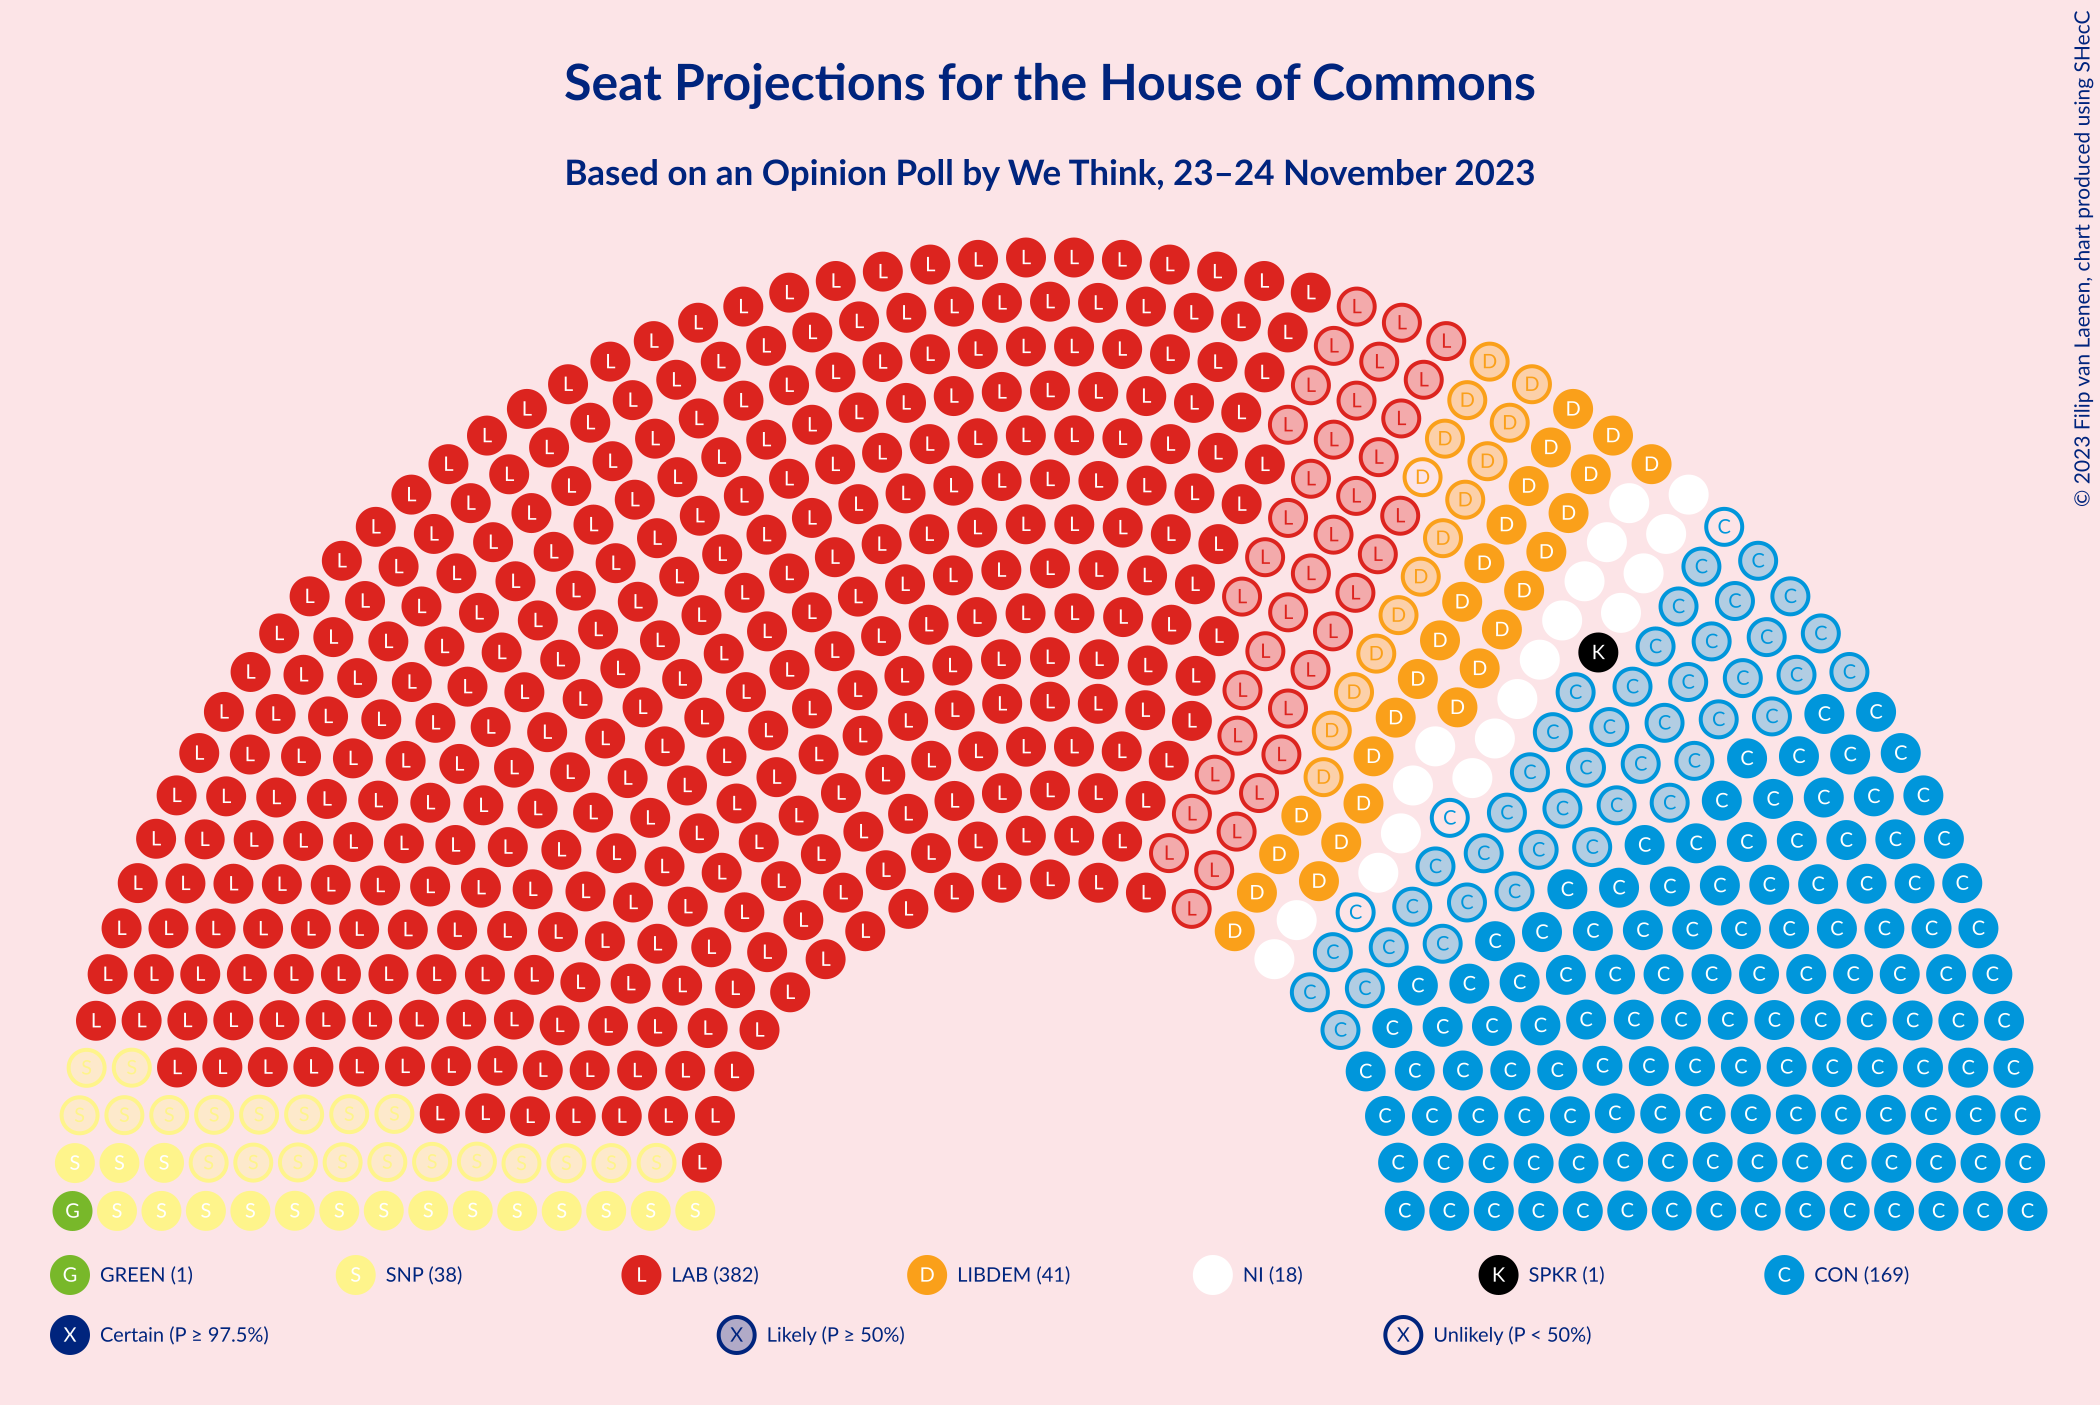 Seat Projections for the House of Commons
Based on an Opinion Poll by We Think, 23–24 November 2023
© 2023 Filip van Laenen, chart produced using SHecC
G GREEN (1)
S SNP (38)
L LAB (382)
D LIBDEM (41)
NI (18)
K SPKR (1)
C CON (169)
X Certain (P ≥ 97.5%)
X Likely (P ≥ 50%)
X Unlikely (P < 50%)